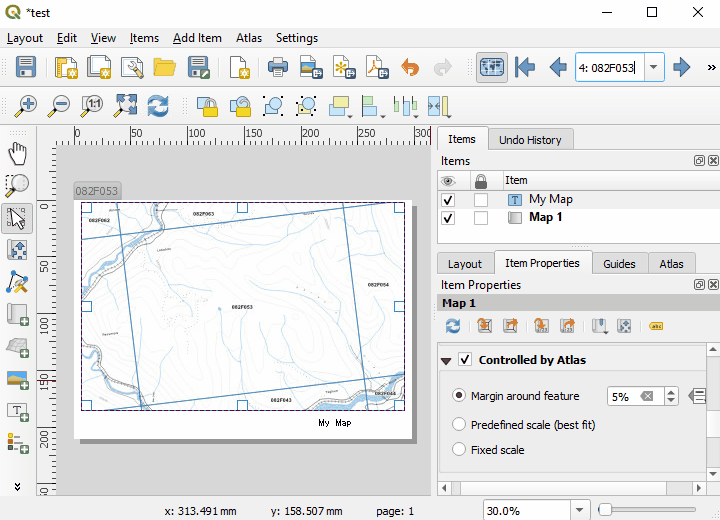 *test
Layout Edit View Items Add Item Atlas Settings
4: 082F053
1:1
0 50 100 150 200 250 300
Items Undo History
Items
Item
My Map
Map 1
082F053
0
50
100
150
200
082F062 082F063
082F054
082F053
082F043 082F044
My Map
Layout Item Properties Guides Atlas
Item Properties
Map 1
Controlled by Atlas
Margin around feature 5%
Predefined scale (best fit)
Fixed scale
x: 313.491 mm y: 158.507 mm page: 1 30.0%